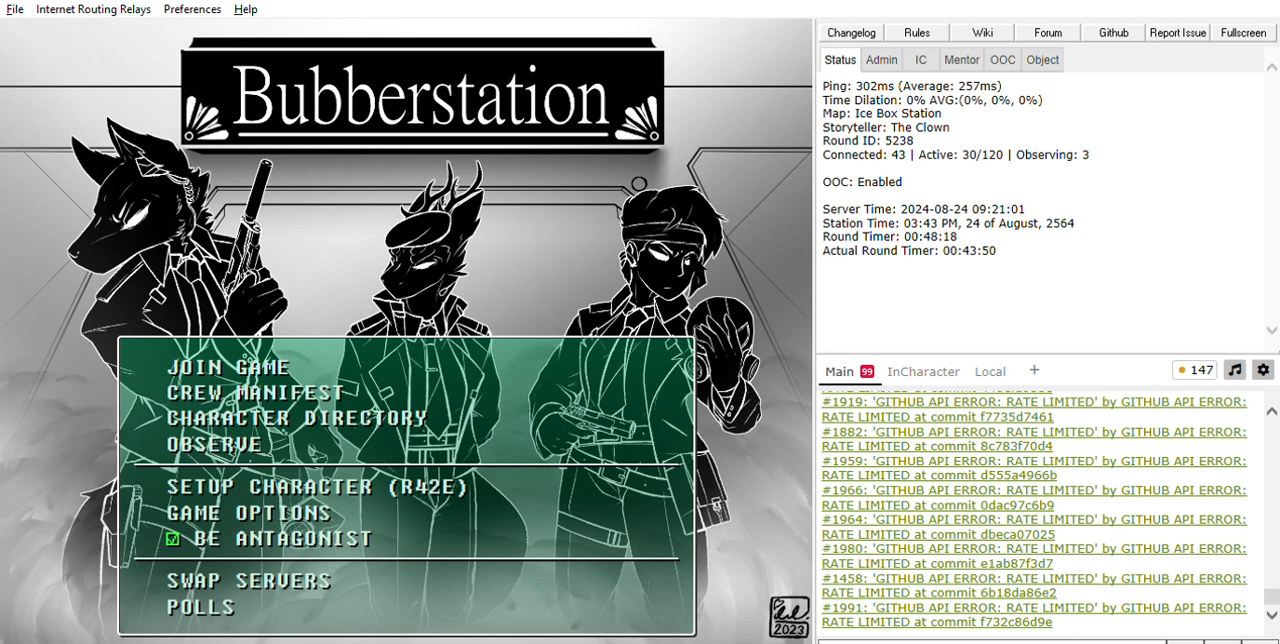 File Internet Routing Relays Preferences Help
Bubberstation
JOIN GAME
CREW MANIFEST
CHARACTER DIRECTORY
OBSERVE
SETUP CHARACTER (R42E)
GAME OPTIONS
☑ BE ANTAGONIST
SWAP SERVERS
POLLS
2023
Changelog Rules Wiki Forum Github Report Issue Fullscreen
Status Admin IC Mentor OOC Object
Ping: 302ms (Average: 257ms)
Time Dilation: 0% AVG:(0%, 0%, 0%)
Map: Ice Box Station
Storyteller: The Clown
Round ID: 5238
Connected: 43 | Active: 30/120 | Observing: 3
OOC: Enabled
Server Time: 2024-08-24 09:21:01
Station Time: 03:43 PM, 24 of August, 2564
Round Timer: 00:48:18
Actual Round Timer: 00:43:50
Main 99 InCharacter Local + 147
#1919: 'GITHUB API ERROR: RATE LIMITED' by GITHUB API ERROR:
RATE LIMITED at commit f7735d7461
#1882: 'GITHUB API ERROR: RATE LIMITED' by GITHUB API ERROR:
RATE LIMITED at commit 8c783f70d4
#1959: 'GITHUB API ERROR: RATE LIMITED' by GITHUB API ERROR:
RATE LIMITED at commit d555a4966b
#1966: 'GITHUB API ERROR: RATE LIMITED' by GITHUB API ERROR:
RATE LIMITED at commit 0dac97c6b9
#1964: 'GITHUB API ERROR: RATE LIMITED' by GITHUB API ERROR:
RATE LIMITED at commit dbeca07025
#1980: 'GITHUB API ERROR: RATE LIMITED' by GITHUB API ERROR:
RATE LIMITED at commit e1ab87f3d7
#1458: 'GITHUB API ERROR: RATE LIMITED' by GITHUB API ERROR:
RATE LIMITED at commit 6b18da86e2
#1991: 'GITHUB API ERROR: RATE LIMITED' by GITHUB API ERROR:
RATE LIMITED at commit f732c86d9e